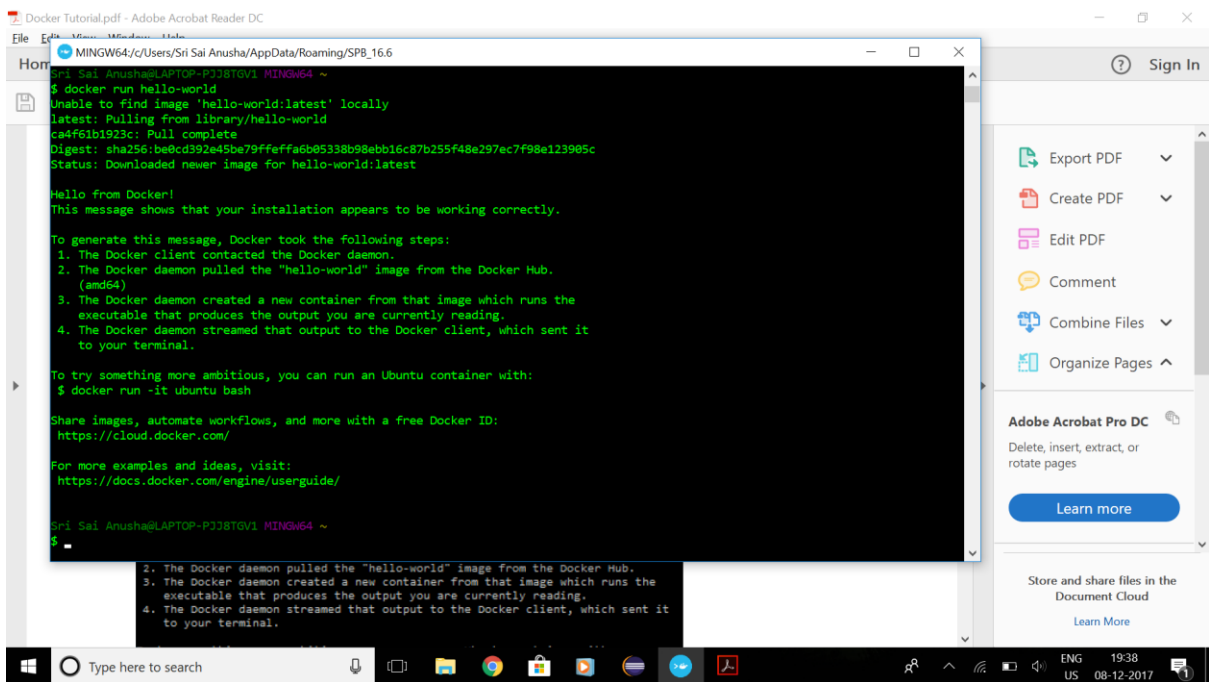 Docker Tutorial.pdf - Adobe Acrobat Reader DC
File Edit View Window Help
MINGW64:/c/Users/Sri Sai Anusha/AppData/Roaming/SPB_16.6
Sri Sai Anusha@LAPTOP-PJJ8TGV1 MINGW64 ~
$ docker run hello-world
Unable to find image 'hello-world:latest' locally
latest: Pulling from library/hello-world
ca4f61b1923c: Pull complete
Digest: sha256:be0cd392e45be79ffeffa6b05338b98ebb16c87b255f48e297ec7f98e123905c
Status: Downloaded newer image for hello-world:latest
Hello from Docker!
This message shows that your installation appears to be working correctly.
To generate this message, Docker took the following steps:
1. The Docker client contacted the Docker daemon.
2. The Docker daemon pulled the "hello-world" image from the Docker Hub.
(amd64)
3. The Docker daemon created a new container from that image which runs the
executable that produces the output you are currently reading.
4. The Docker daemon streamed that output to the Docker client, which sent it
to your terminal.
To try something more ambitious, you can run an Ubuntu container with:
$ docker run -it ubuntu bash
Share images, automate workflows, and more with a free Docker ID:
https://cloud.docker.com/
For more examples and ideas, visit:
https://docs.docker.com/engine/userguide/
Sri Sai Anusha@LAPTOP-PJJ8TGV1 MINGW64 ~
$
2. The Docker daemon pulled the "hello-world" image from the Docker Hub.
3. The Docker daemon created a new container from that image which runs the
executable that produces the output you are currently reading.
4. The Docker daemon streamed that output to the Docker client, which sent it
to your terminal.
Hom
Sign In
Export PDF
Create PDF
Edit PDF
Comment
Combine Files
Organize Pages
Adobe Acrobat Pro DC
Delete, insert, extract, or
rotate pages
Learn more
Store and share files in the
Document Cloud
Learn More
Type here to search
ENG
US
19:38
08-12-2017
1